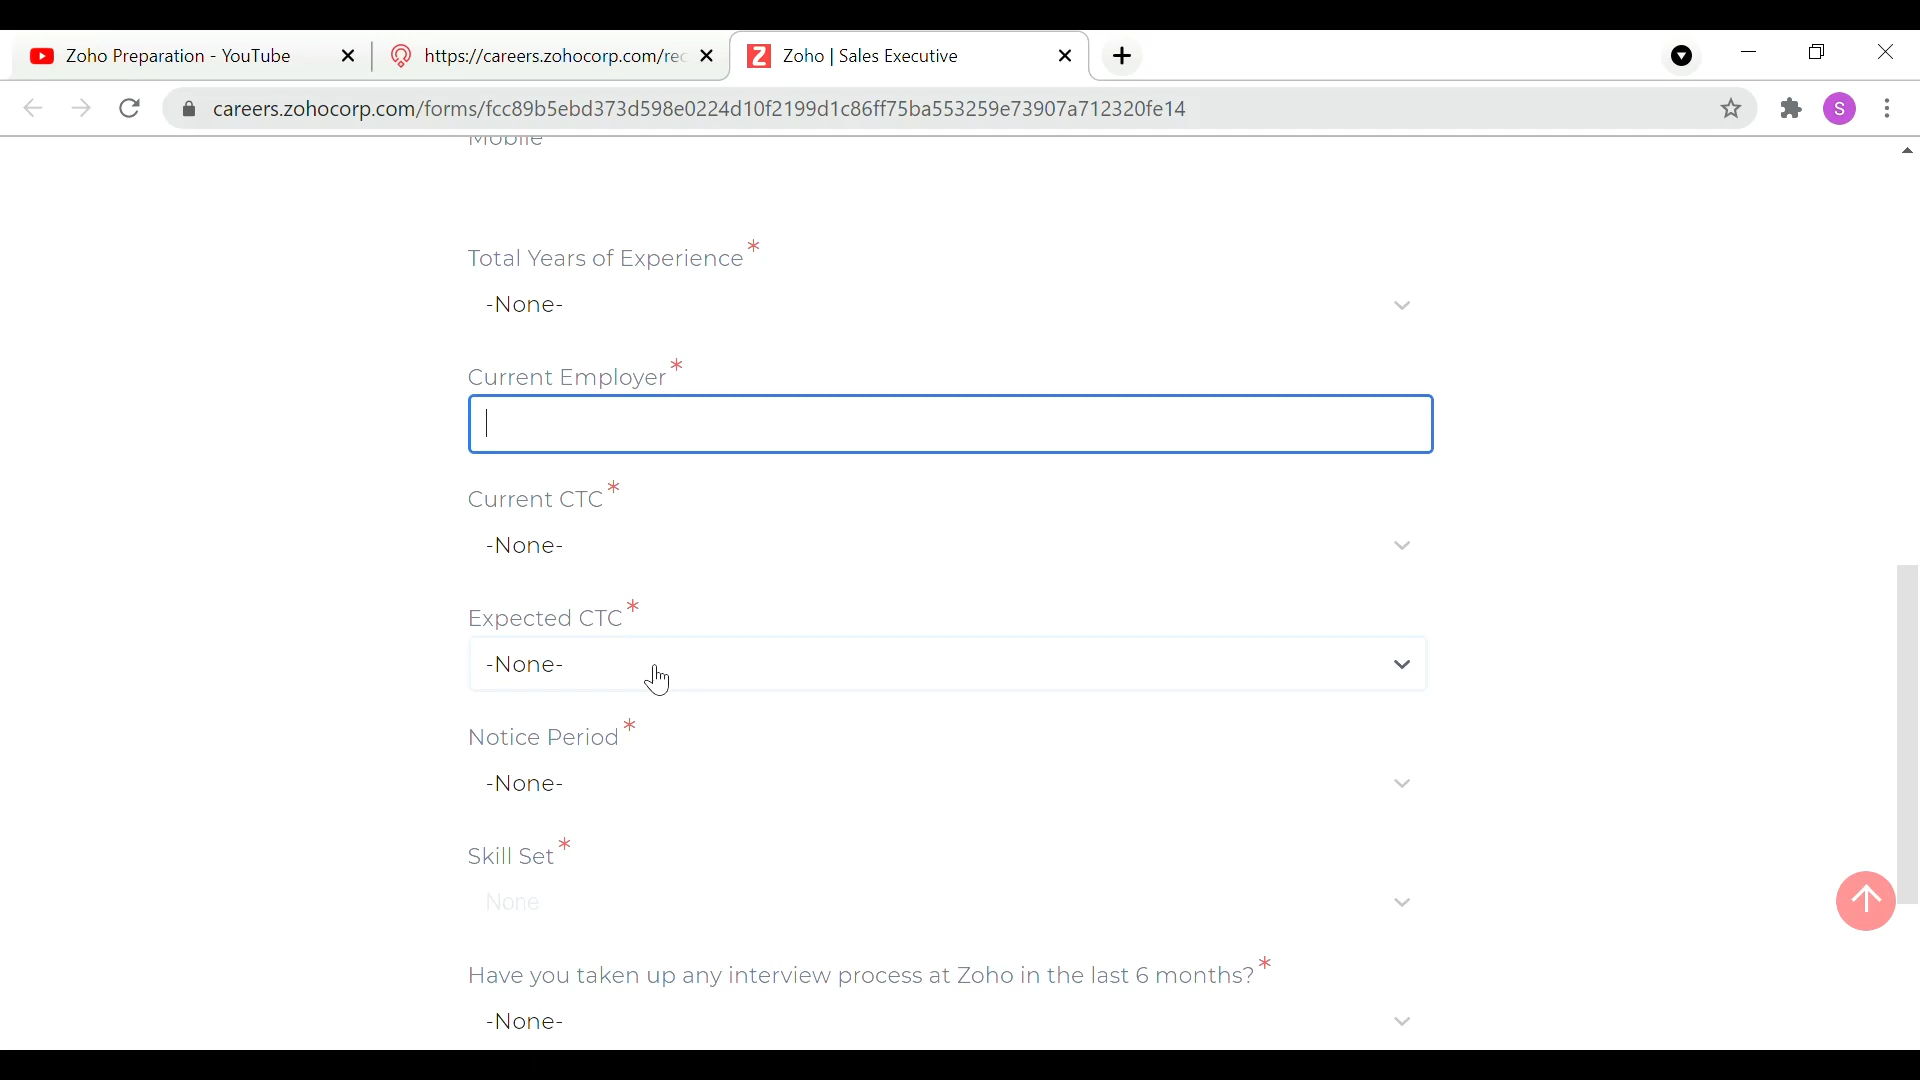 Zoho Preparation - YouTube
https://careers.zohocorp.com/rec
Zoho | Sales Executive
careers.zohocorp.com/forms/fcc89b5ebd373d598e0224d10f2199d1c86ff75ba553259e73907a712320fe14
S
Mobile
Total Years of Experience*
-None-
Current Employer*
Current CTC*
-None-
Expected CTC*
-None-
Notice Period*
-None-
Skill Set*
None
Have you taken up any interview process at Zoho in the last 6 months?*
-None-